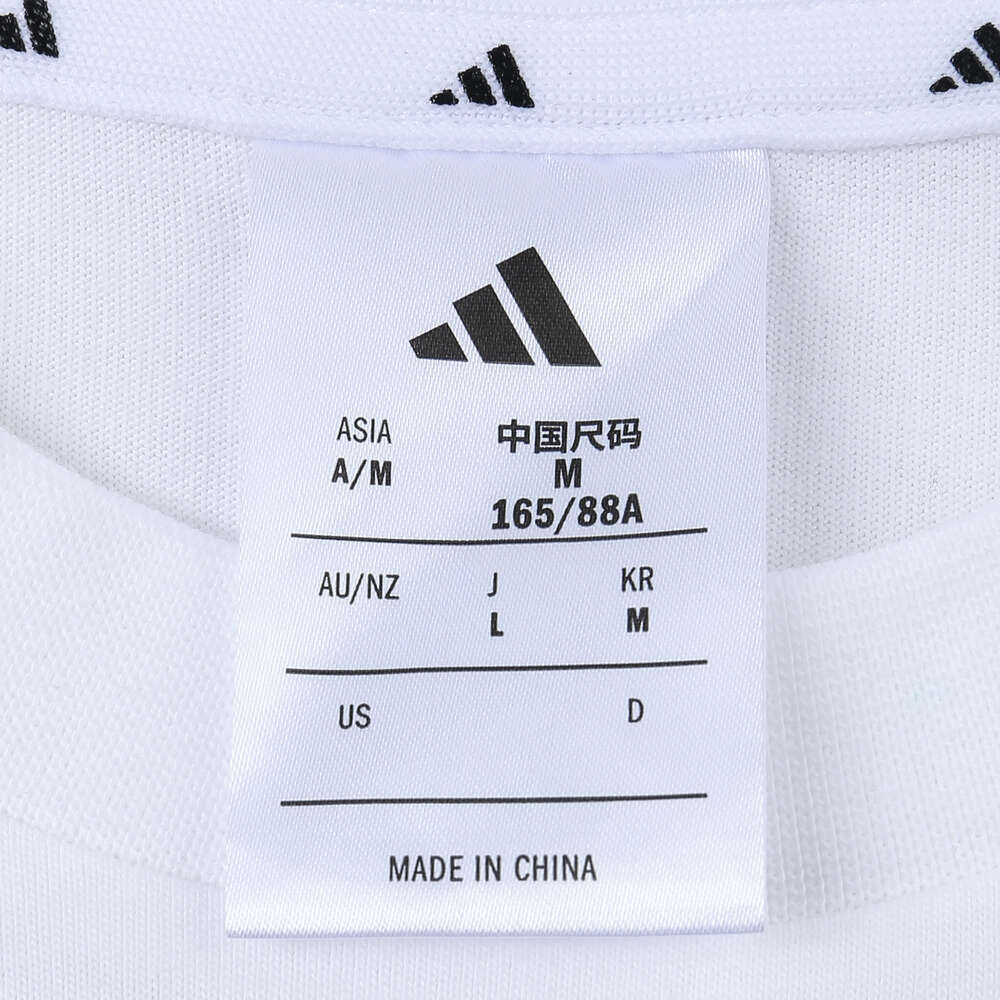 ASIA 中国尺码
A/M M
165/88A
AU/NZ J KR
L M
US D
MADE IN CHINA